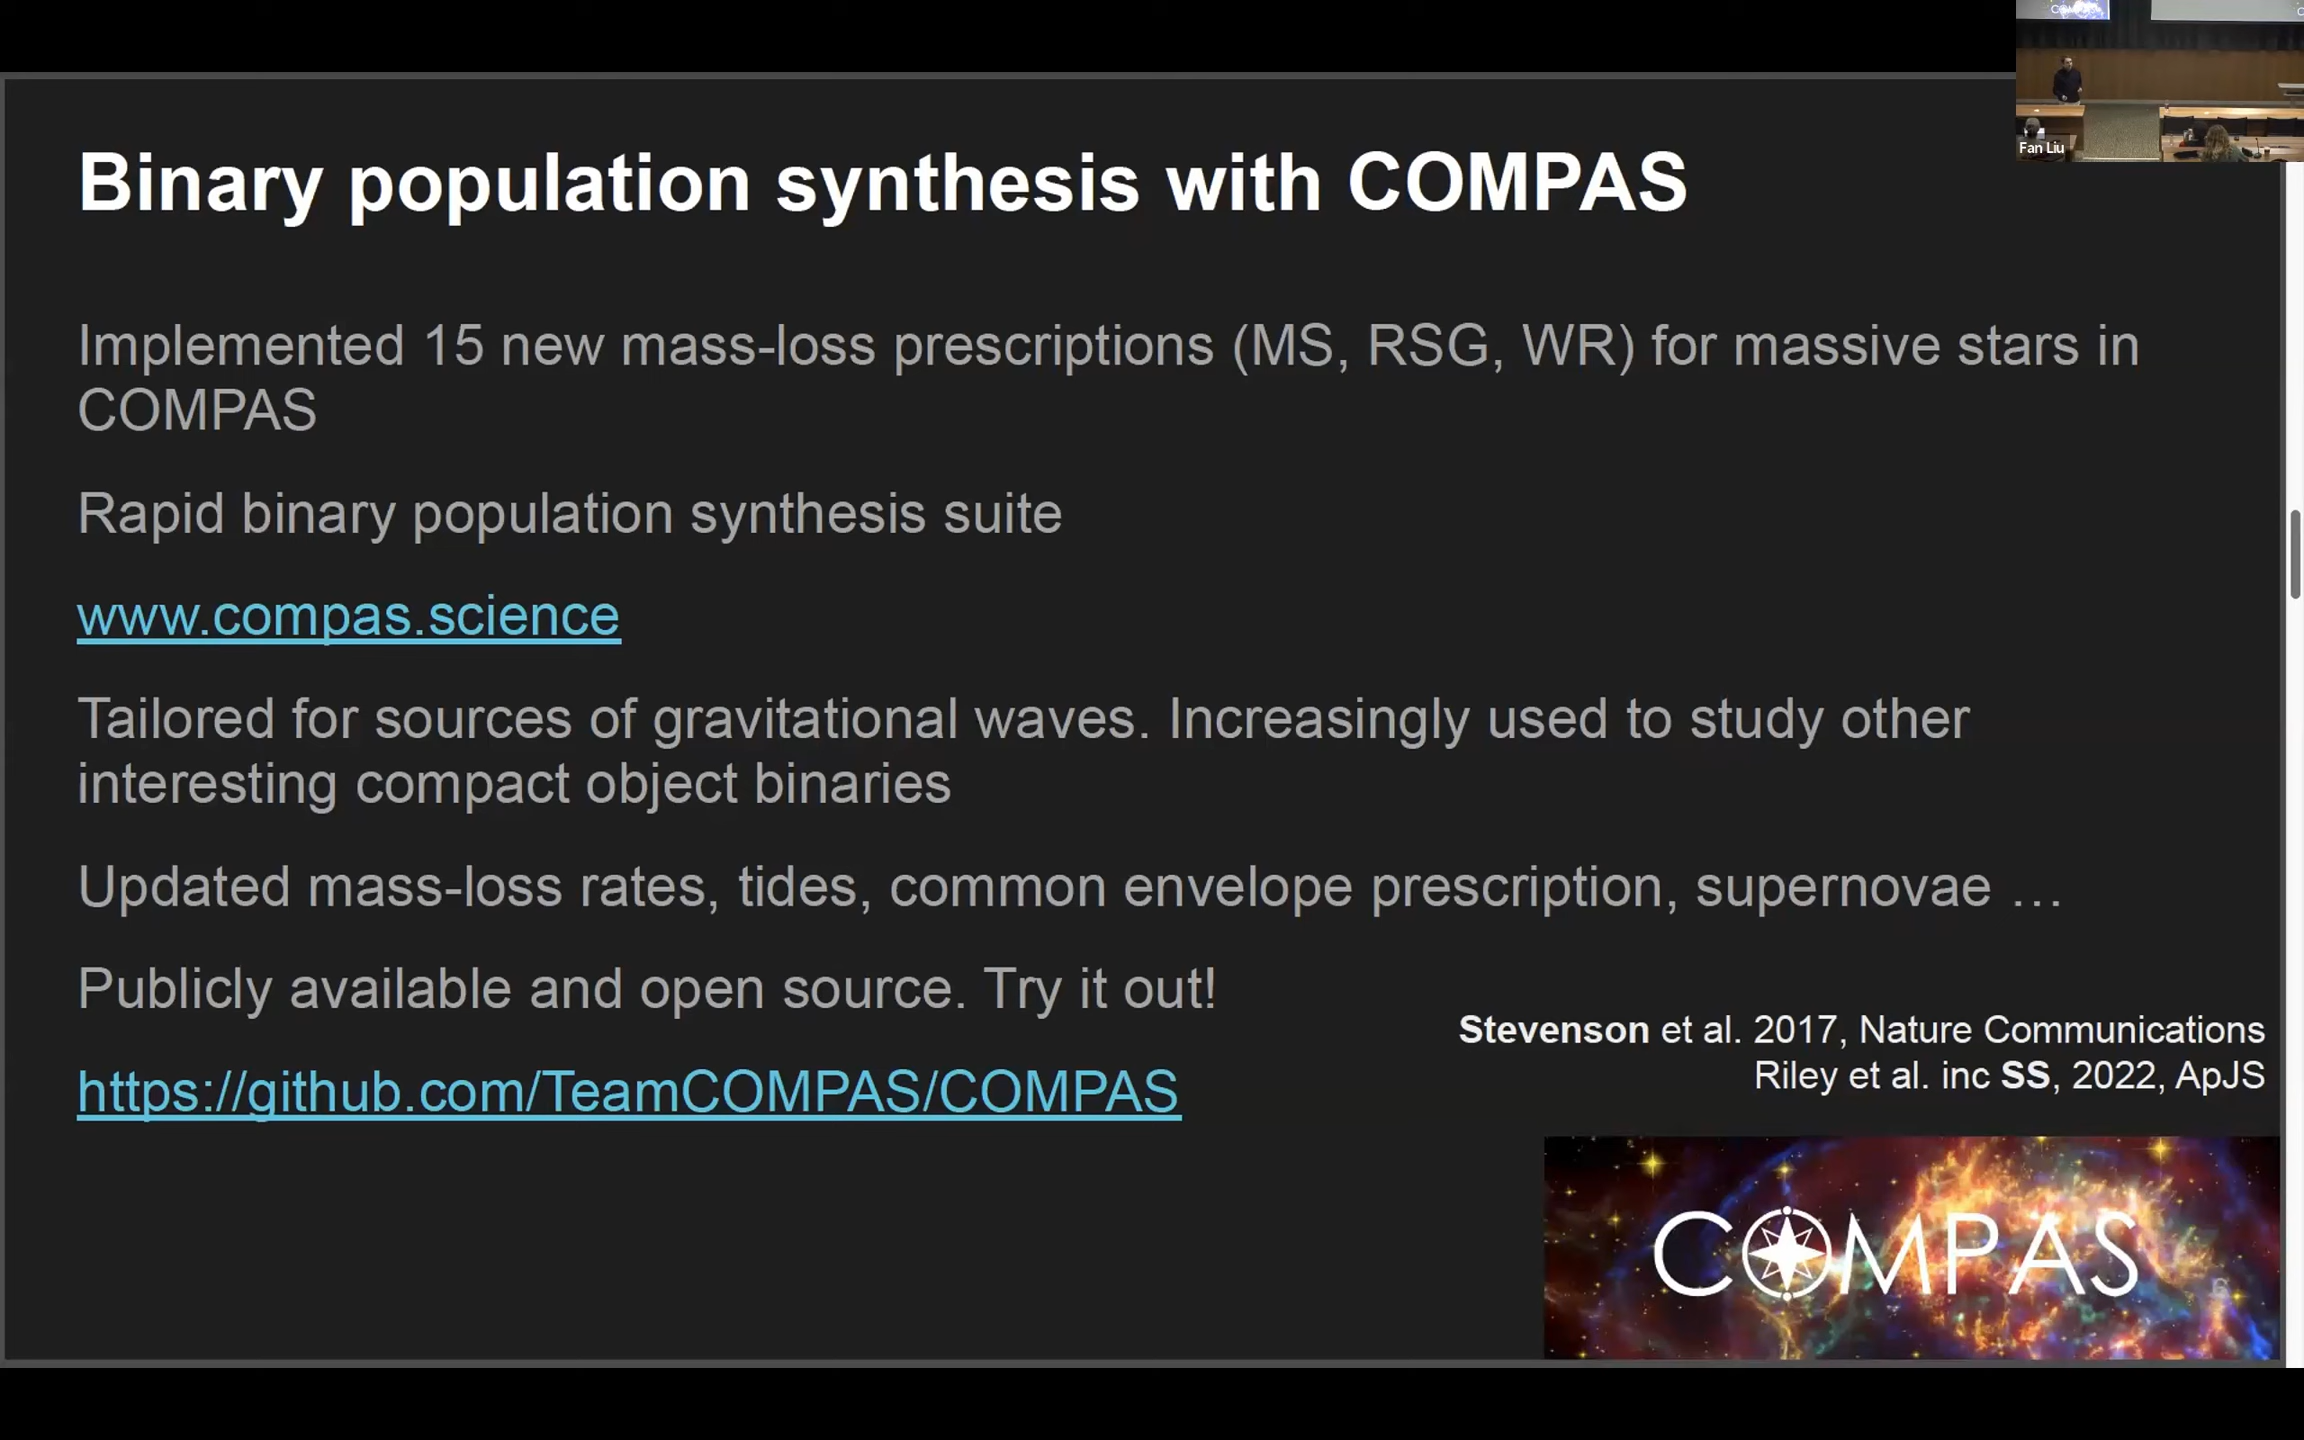 Fan Liu
Binary population synthesis with COMPAS
Implemented 15 new mass-loss prescriptions (MS, RSG, WR) for massive stars in
COMPAS
Rapid binary population synthesis suite
www.compas.science
Tailored for sources of gravitational waves. Increasingly used to study other
interesting compact object binaries
Updated mass-loss rates, tides, common envelope prescription, supernovae …
Publicly available and open source. Try it out!
https://github.com/TeamCOMPAS/COMPAS
Stevenson et al. 2017, Nature Communications
Riley et al. inc SS, 2022, ApJS
COMPAS